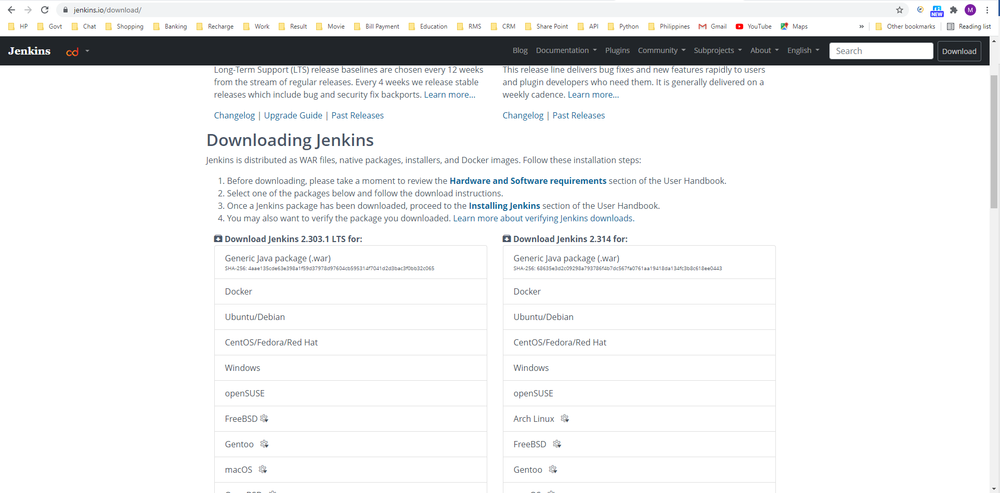 jenkins.io/download/
NEW
M
HP Govt Chat Shopping Banking Recharge Work Result Movie Bill Payment Education RMS CRM Share Point API Python Philippines Gmail YouTube Maps » Other bookmarks Reading list
Jenkins cd Blog Documentation Plugins Community Subprojects About English Search Download
Long-Term Support (LTS) release baselines are chosen every 12 weeks
from the stream of regular releases. Every 4 weeks we release stable
releases which include bug and security fix backports. Learn more...
Changelog | Upgrade Guide | Past Releases
This release line delivers bug fixes and new features rapidly to users
and plugin developers who need them. It is generally delivered on a
weekly cadence. Learn more...
Changelog | Past Releases
Downloading Jenkins
Jenkins is distributed as WAR files, native packages, installers, and Docker images. Follow these installation steps:
1. Before downloading, please take a moment to review the Hardware and Software requirements section of the User Handbook.
2. Select one of the packages below and follow the download instructions.
3. Once a Jenkins package has been downloaded, proceed to the Installing Jenkins section of the User Handbook.
4. You may also want to verify the package you downloaded. Learn more about verifying Jenkins downloads.
Download Jenkins 2.303.1 LTS for:
Generic Java package (.war)
SHA-256: 4aae135cde63e398a1f59d37978d97604cb595314f7041d2d3bac3f0bb32c065
Docker
Ubuntu/Debian
CentOS/Fedora/Red Hat
Windows
openSUSE
FreeBSD
Gentoo
macOS
Download Jenkins 2.314 for:
Generic Java package (.war)
SHA-256: 68635e3d2c09298a793786f4b7dc567fa0761aa19418da134fc3b8c618ee0443
Docker
Ubuntu/Debian
CentOS/Fedora/Red Hat
Windows
openSUSE
Arch Linux
FreeBSD
Gentoo